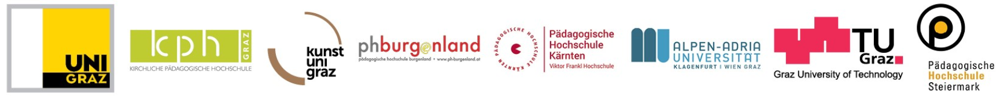 UNI
GRAZ
kph
GRAZ
KIRCHLICHE PÄDAGOGISCHE HOCHSCHULE
kunst
uni
graz
phburgenland
pädagogische hochschule burgenland • www.ph-burgenland.at
PÄDAGOGISCHE HOCHSCHULE KÄRNTEN
Pädagogische
Hochschule
Kärnten
Viktor Frankl Hochschule
ALPEN-ADRIA
UNIVERSITÄT
KLAGENFURT I WIEN GRAZ
TU
Graz
Graz University of Technology
Pädagogische
Hochschule
Steiermark